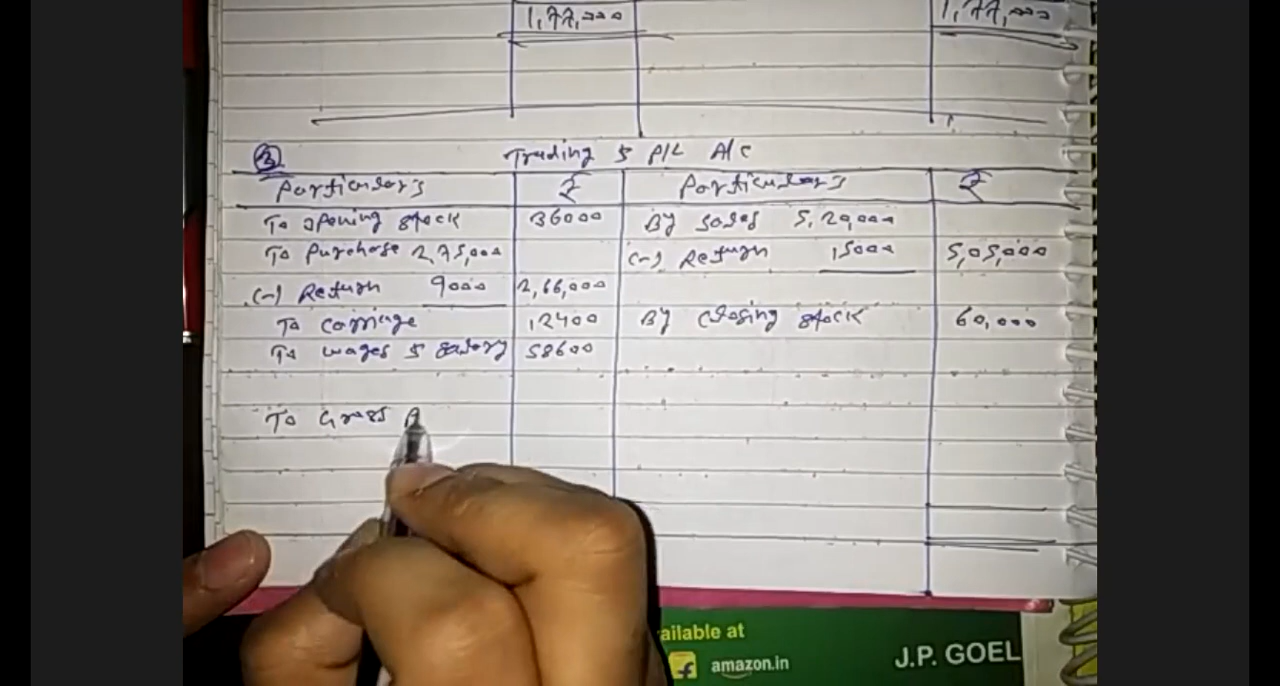 1,77,000 1,77,000
3 Trading & P/L A/c
Particulars ₹ Particulars ₹
To opening stock 36000 By sales 5,20,000
To Purchase 2,75,000 (-) Return 15000 5,05,000
(-) Return 9000 2,66,000
To carriage 12400 By closing stock 60,000
To wages & salary 58600
To Gross P
ailable at
amazon.in
J.P. GOEL